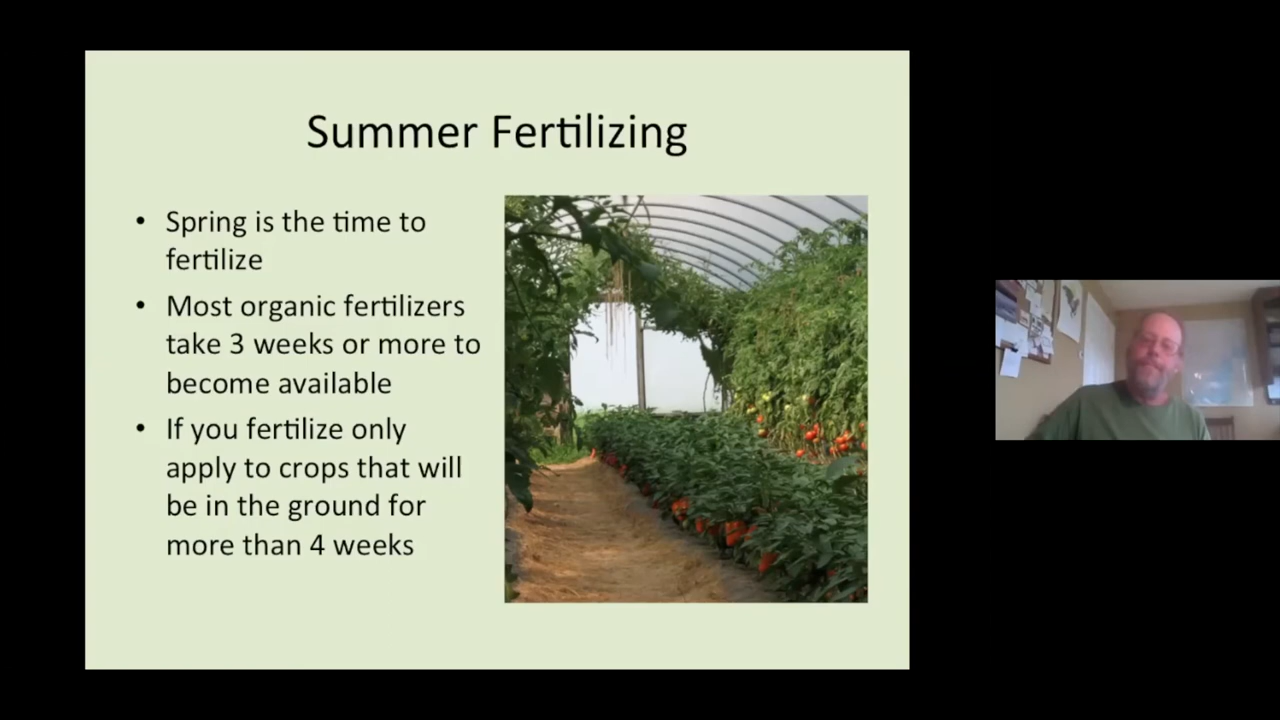 Summer Fertilizing
• Spring is the time to
fertilize
• Most organic fertilizers
take 3 weeks or more to
become available
• If you fertilize only
apply to crops that will
be in the ground for
more than 4 weeks